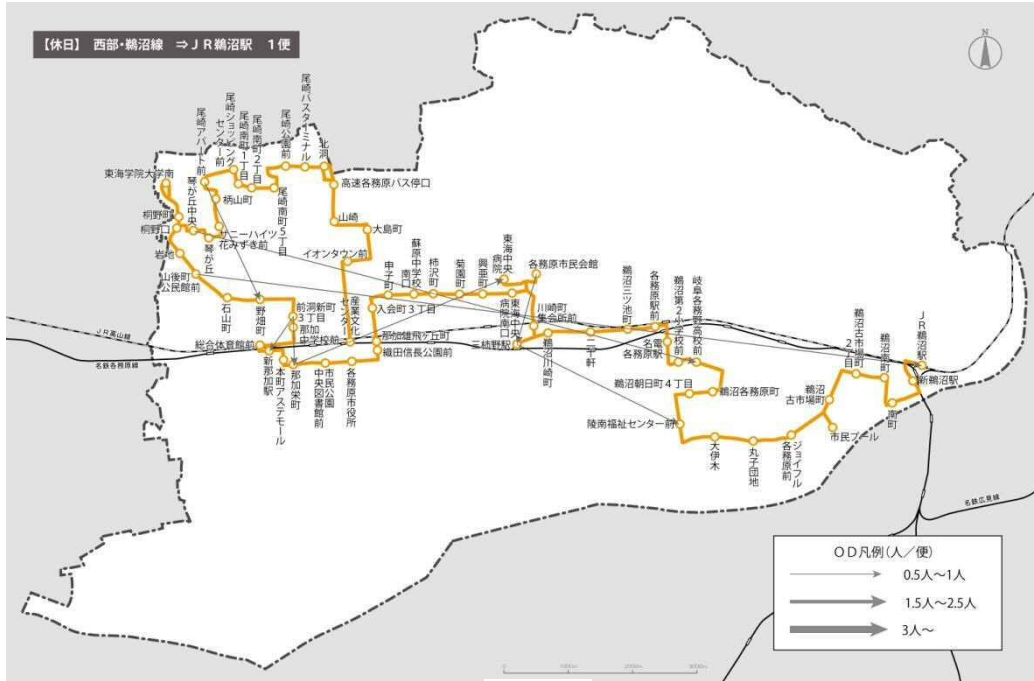 【休日】 西部・鵜沼線 ⇒ＪＲ鵜沼駅 １便
尾崎アパート前
尾崎ショッピングセンター前
尾崎南町１丁目
尾崎南町２丁目
尾崎公園前
尾崎バスターミナル
北洞
東海学院大学南
琴が丘中央
柄山町
尾崎南町５丁目
高速各務原バス停口
桐野町
桐野口
サニーハイツ花みずき前
琴が丘
山崎
大島町
岩地
山後町公民館前
イオンタウン前
申子町
蘇原中学校南口
柿沢町
菊園町
興亜町
東海中央病院
各務原市民会館
石山町
野畑町
前洞新町３丁目
那加中学校前
産業文化センター
入会町３丁目
東海中央病院南口
川崎町集会所前
鵜沼三ツ池町
各務原駅前
鵜沼第２小学校前
岐阜各務野高校前
ＪＲ高山線
名鉄各務原線
総合体育館前
新那加駅
本町アステモール
那加栄町
市民公園中央図書館前
各務原市役所
那加雄飛ヶ丘町
織田信長公園前
三柿野駅
鵜沼川崎町
二十軒
名電各務原駅
鵜沼朝日町４丁目
鵜沼各務原町
陵南福祉センター前
大伊木
丸子団地
ジョイフル各務原前
市民プール
鵜沼古市場町
鵜沼古市場町２丁目
鵜沼南町
南町
ＪＲ鵜沼駅
新鵜沼駅
名鉄広見線
ＯＤ凡例(人／便)
0.5人～1人
1.5人～2.5人
3人～
0
1000m
2000m
3000m